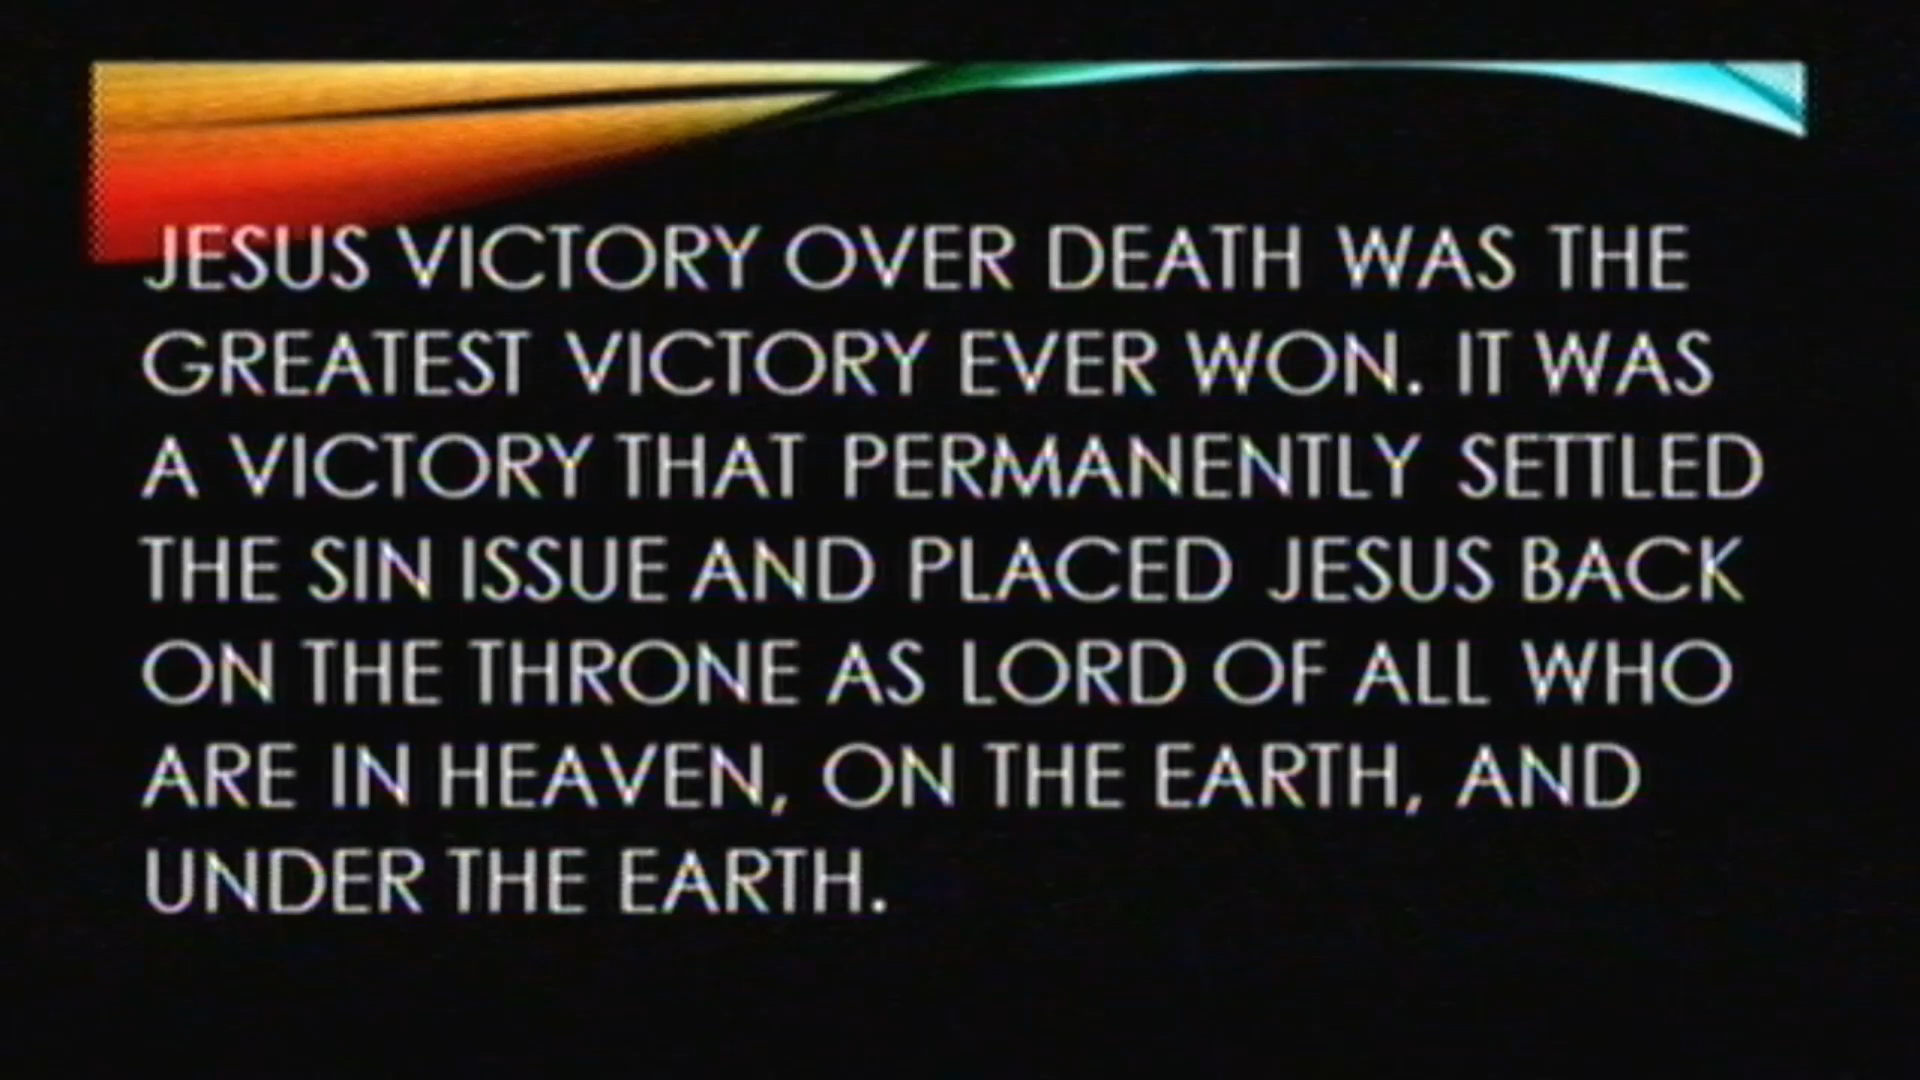 JESUS VICTORY OVER DEATH WAS THE
GREATEST VICTORY EVER WON. IT WAS
A VICTORY THAT PERMANENTLY SETTLED
THE SIN ISSUE AND PLACED JESUS BACK
ON THE THRONE AS LORD OF ALL WHO
ARE IN HEAVEN, ON THE EARTH, AND
UNDER THE EARTH.